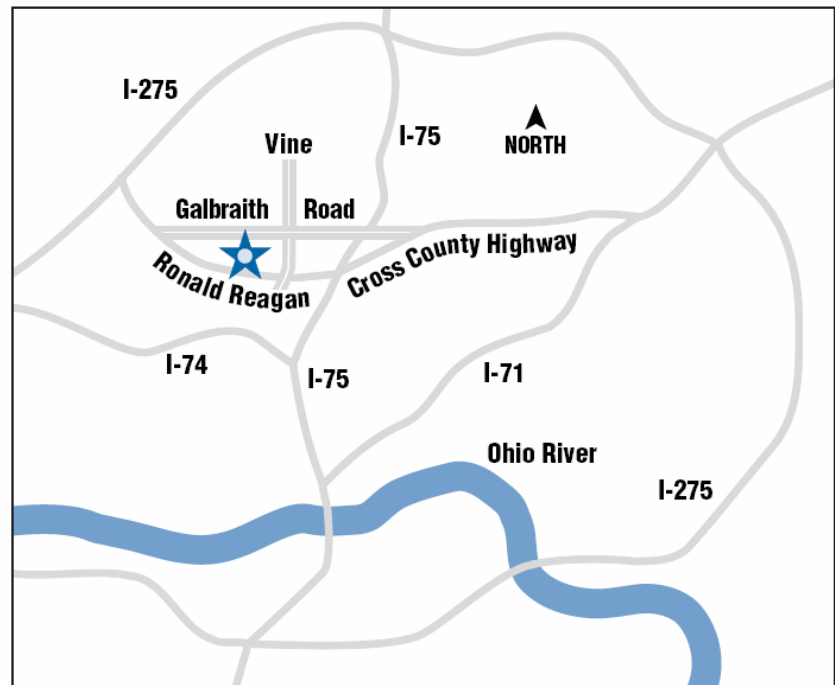 I-275
Vine
I-75
NORTH
Galbraith Road
Ronald Reagan
Cross County Highway
I-74
I-75
I-71
Ohio River
I-275